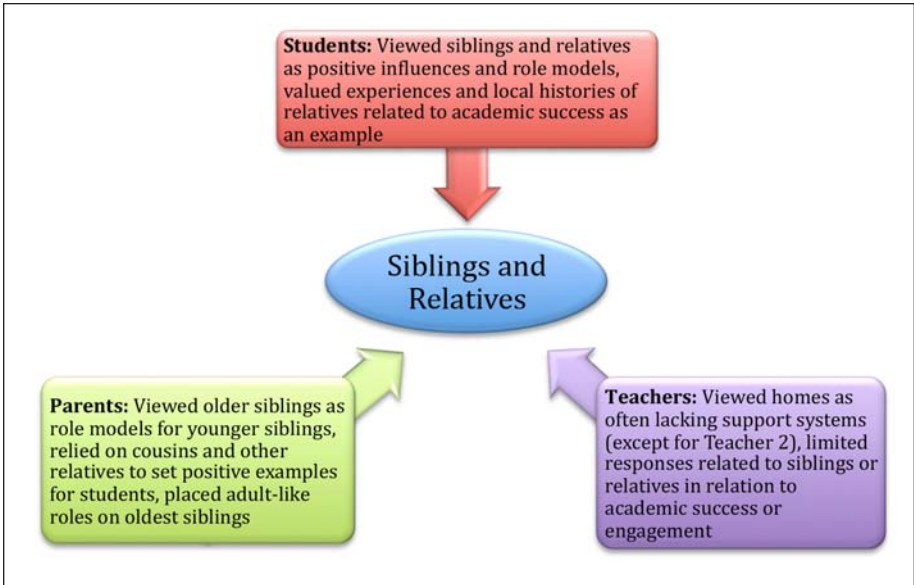 Students: Viewed siblings and relatives
as positive influences and role models,
valued experiences and local histories of
relatives related to academic success as
an example
Siblings and
Relatives
Parents: Viewed older siblings as
role models for younger siblings,
relied on cousins and other
relatives to set positive examples
for students, placed adult-like
roles on oldest siblings
Teachers: Viewed homes as
often lacking support systems
(except for Teacher 2), limited
responses related to siblings or
relatives in relation to
academic success or
engagement